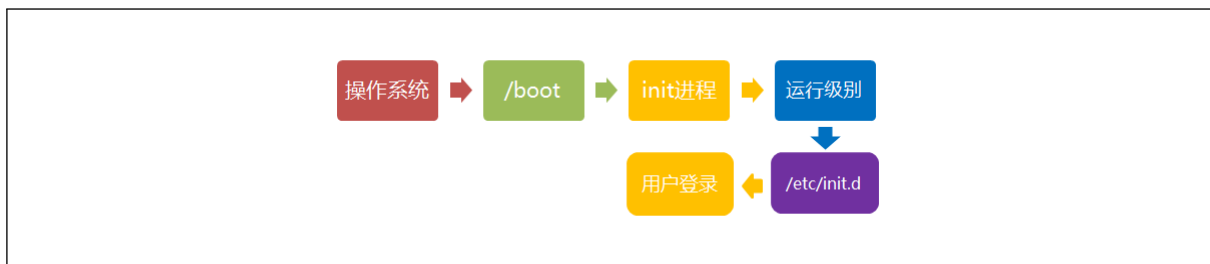 操作系统
/boot
init进程
运行级别
/etc/init.d
用户登录